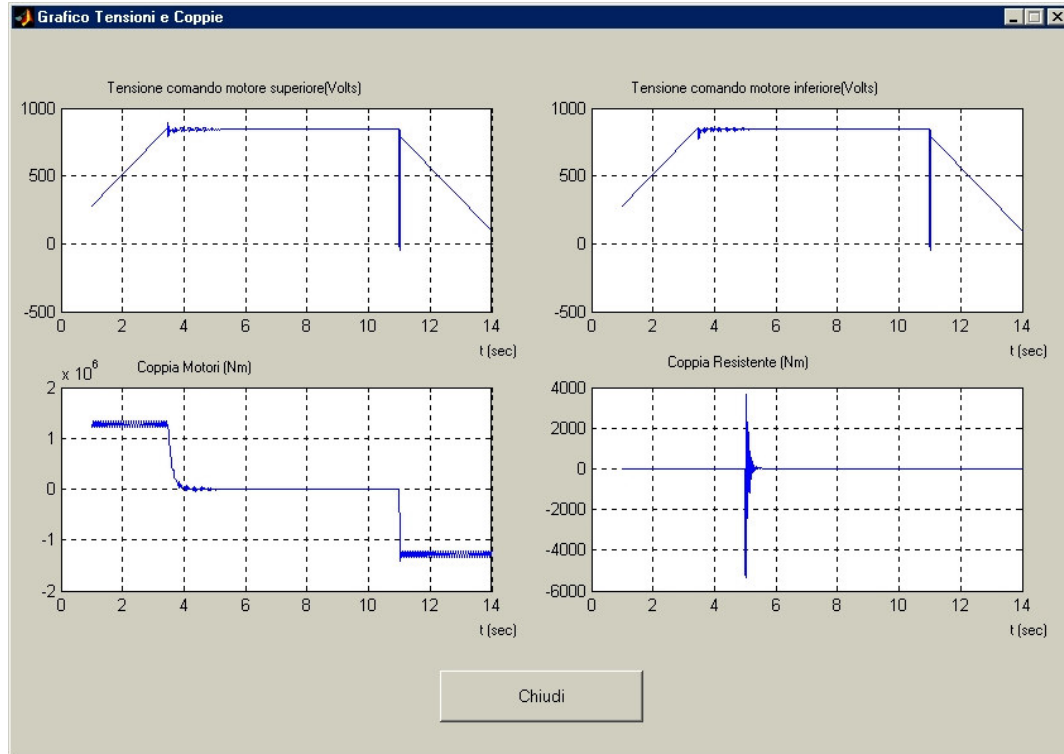 Grafico Tensioni e Coppie
Tensione comando motore superiore(Volts)
1000
500
0
-500
0 2 4 6 8 10 12 14
t (sec)
Tensione comando motore inferiore(Volts)
1000
500
0
-500
0 2 4 6 8 10 12 14
t (sec)
Coppia Motori (Nm)
x 10^6
2
1
0
-1
-2
0 2 4 6 8 10 12 14
t (sec)
Coppia Resistente (Nm)
4000
2000
0
-2000
-4000
-6000
0 2 4 6 8 10 12 14
t (sec)
Chiudi